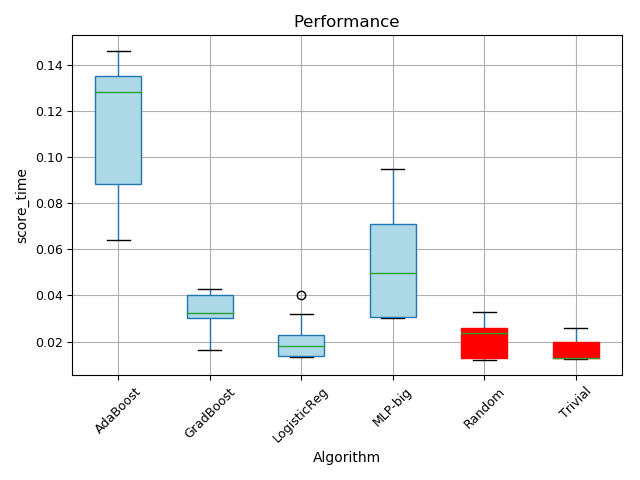 Performance
score_time
0.14
0.12
0.10
0.08
0.06
0.04
0.02
AdaBoost
GradBoost
LogisticReg
MLP-big
Random
Trivial
Algorithm